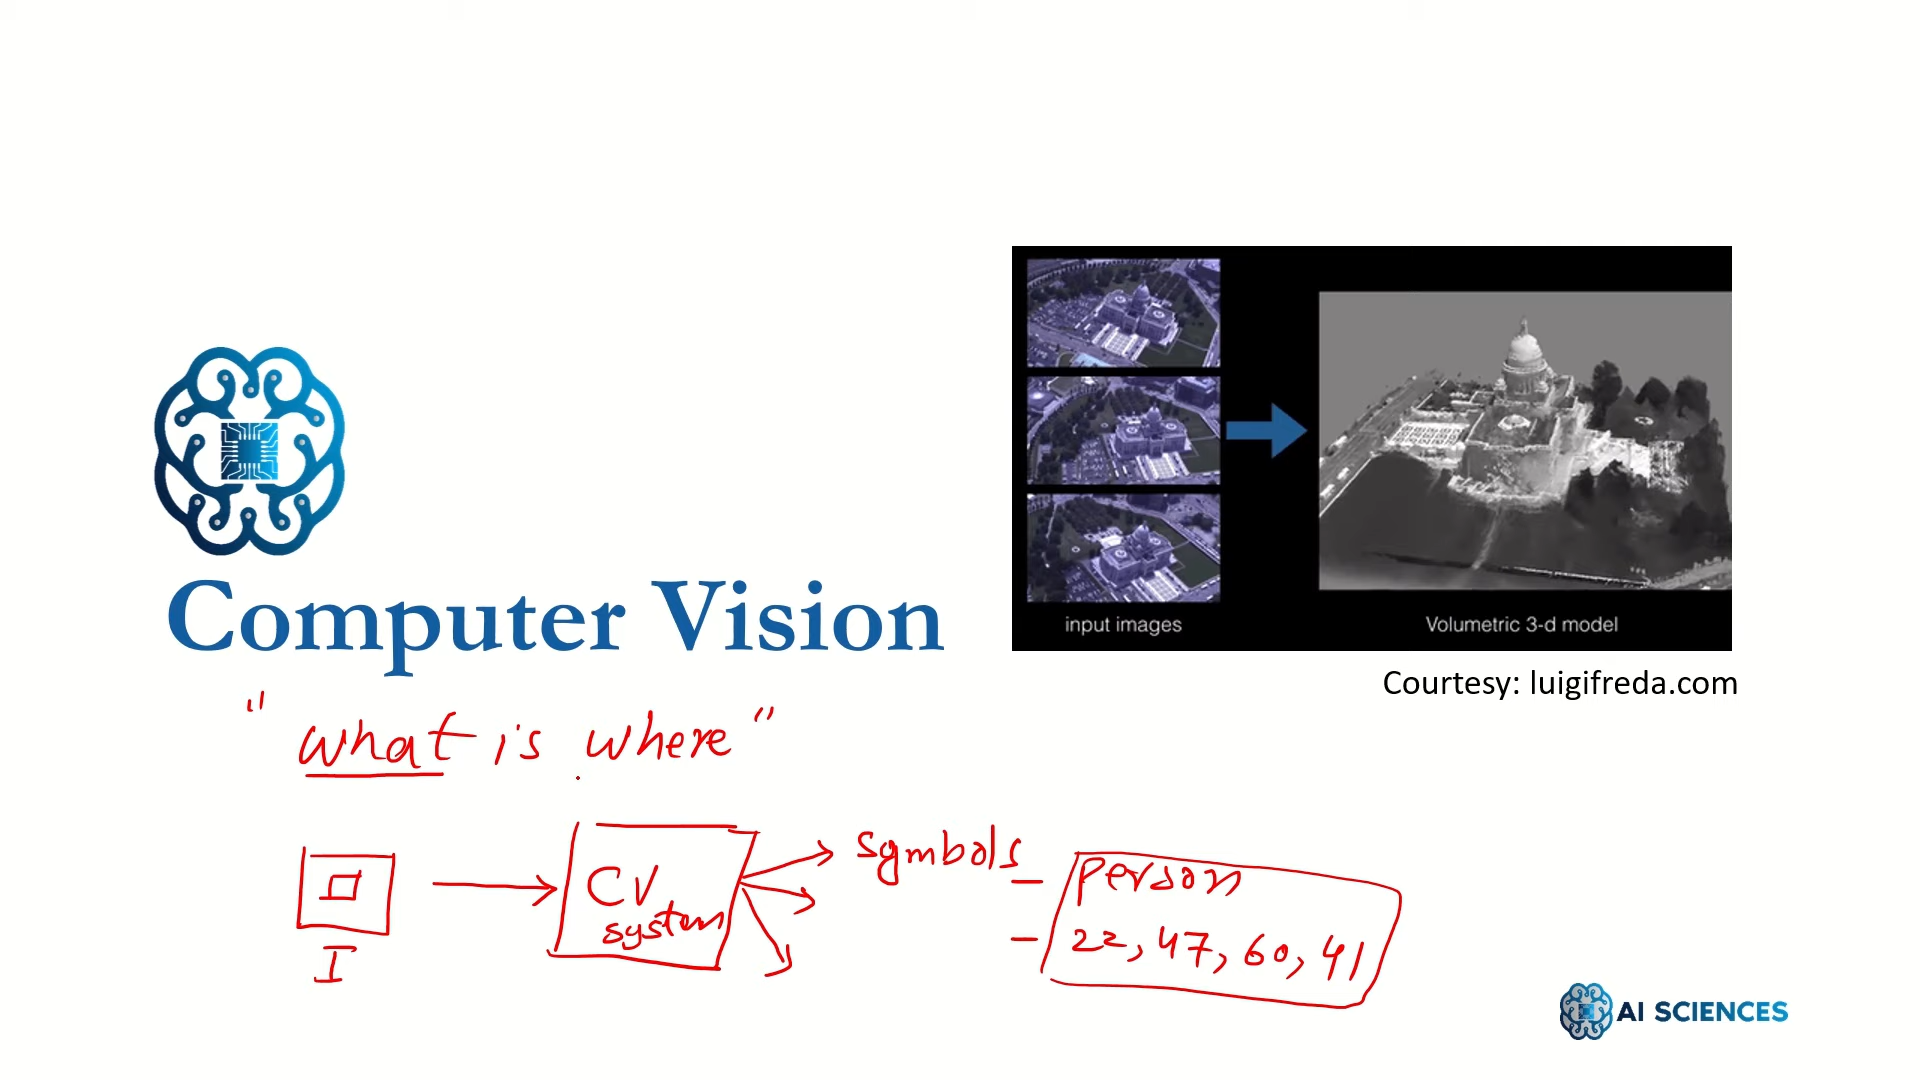 input images
Volumetric 3-d model
Courtesy: luigifreda.com
Computer Vision
"what is where"
CV
system
symbols
I
- person
- 22, 47, 60, 41
AI SCIENCES